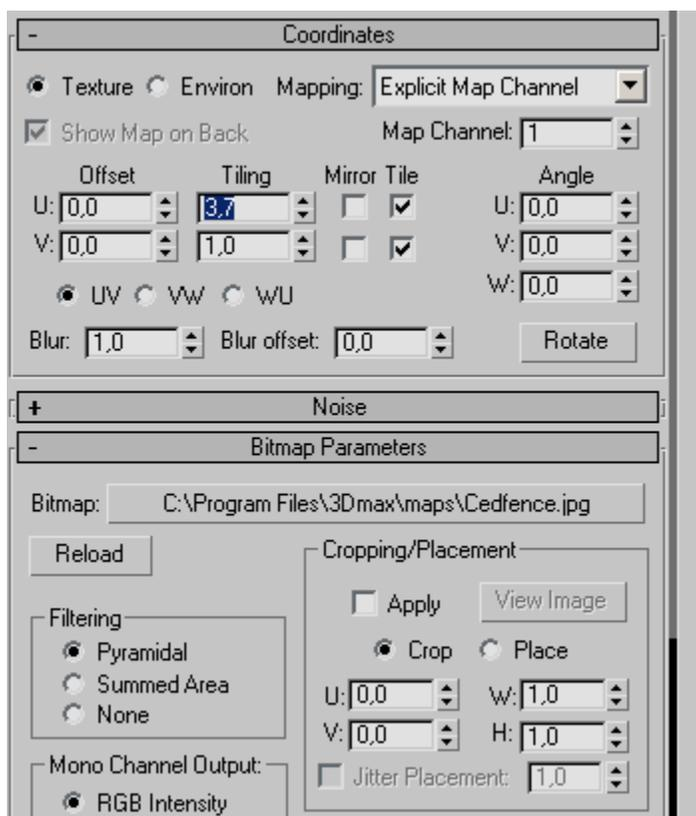 - Coordinates
Texture Environ Mapping: Explicit Map Channel
Show Map on Back Map Channel: 1
Offset Tiling Mirror Tile Angle
U: 0,0 3,7 U: 0,0
V: 0,0 1,0 V: 0,0
W: 0,0
UV VW WU
Blur: 1,0 Blur offset: 0,0 Rotate
+ Noise
- Bitmap Parameters
Bitmap: C:\Program Files\3Dmax\maps\Cedfence.jpg
Reload
Cropping/Placement
Apply View Image
Crop Place
U: 0,0 W: 1,0
V: 0,0 H: 1,0
Jitter Placement: 1,0
Filtering
Pyramidal
Summed Area
None
Mono Channel Output:
RGB Intensity